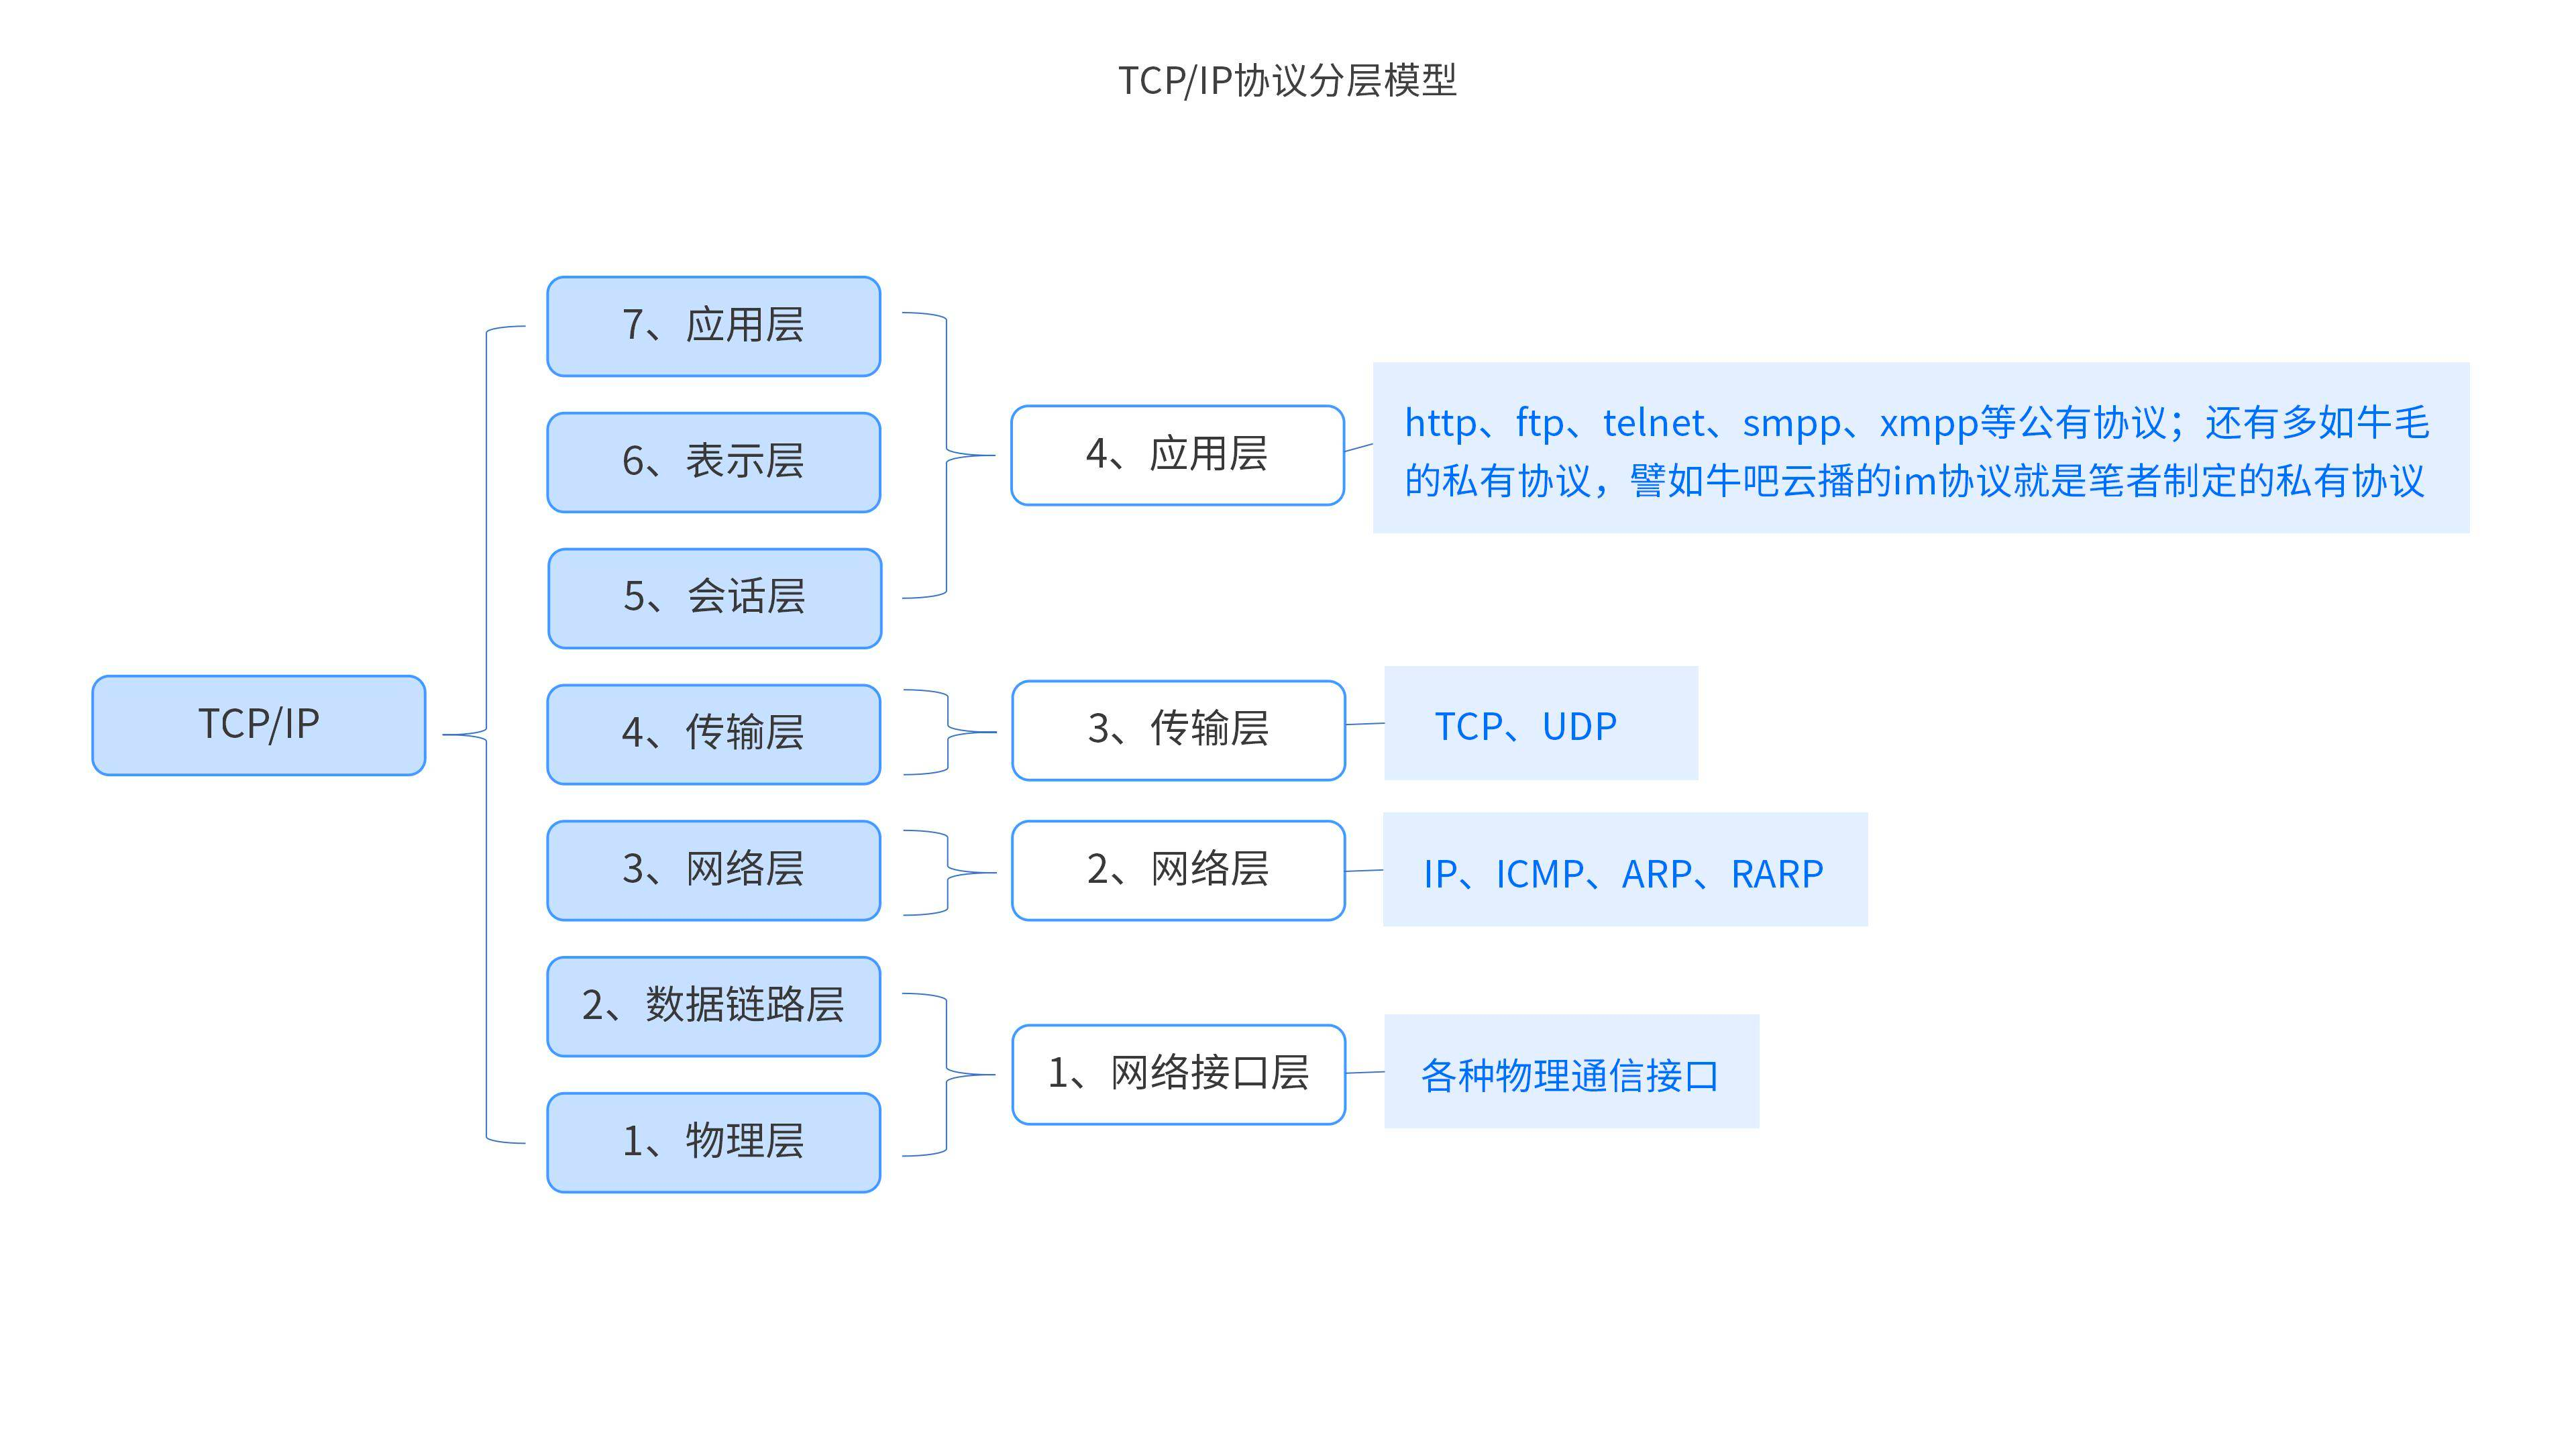 TCP/IP协议分层模型
TCP/IP
7、应用层
6、表示层
5、会话层
4、传输层
3、网络层
2、数据链路层
1、物理层
4、应用层
3、传输层
2、网络层
1、网络接口层
http、ftp、telnet、smpp、xmpp等公有协议；还有多如牛毛
的私有协议，譬如牛吧云播的im协议就是笔者制定的私有协议
TCP、UDP
IP、ICMP、ARP、RARP
各种物理通信接口